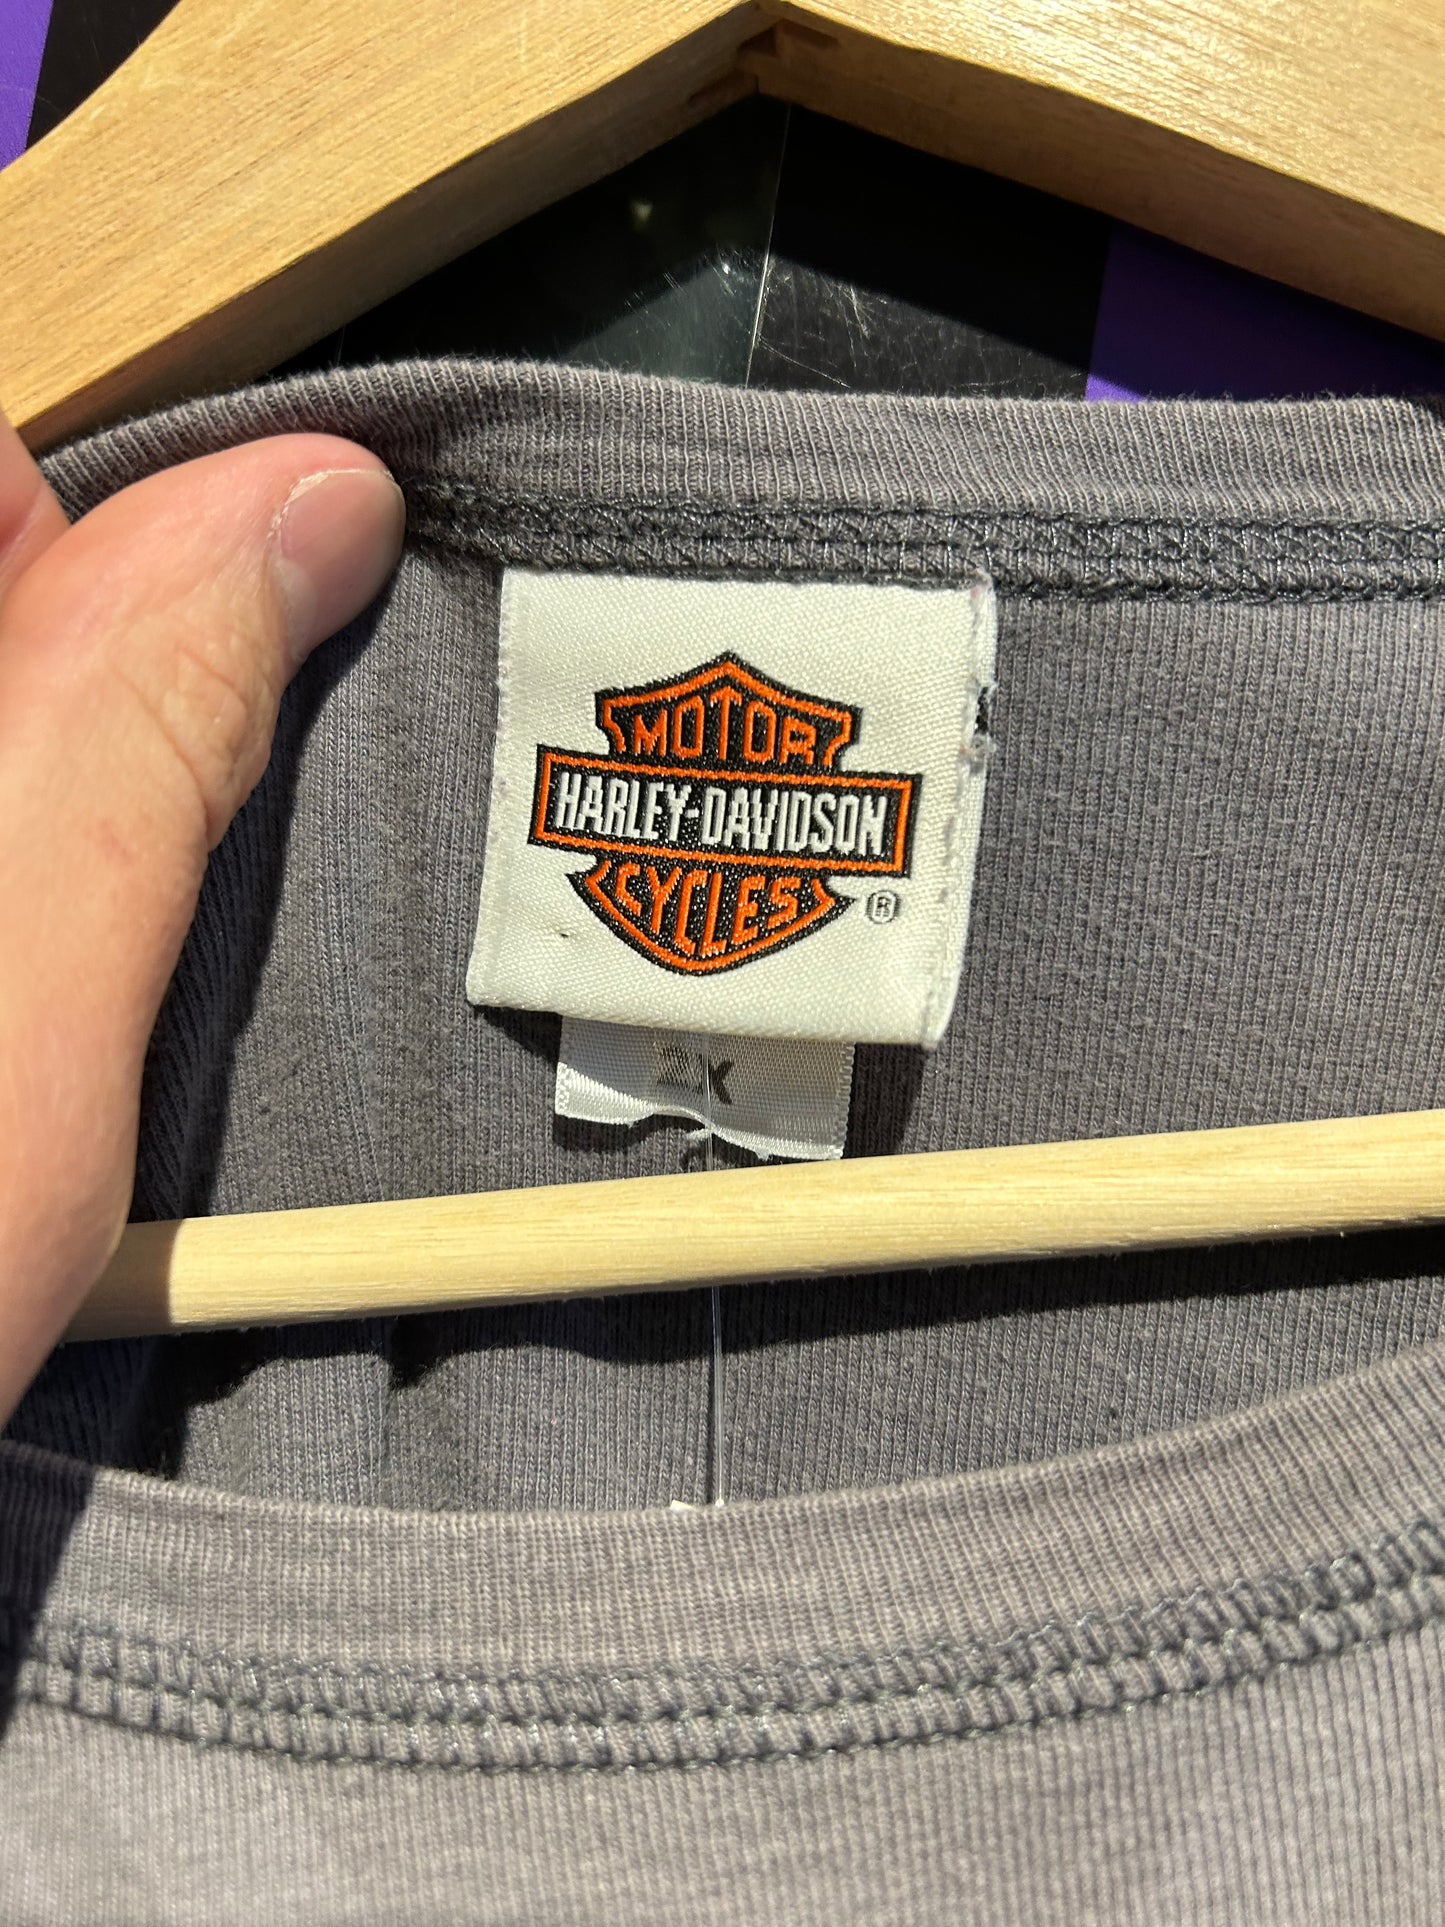 MOTOR
HARLEY-DAVIDSON
CYCLES
®
2X